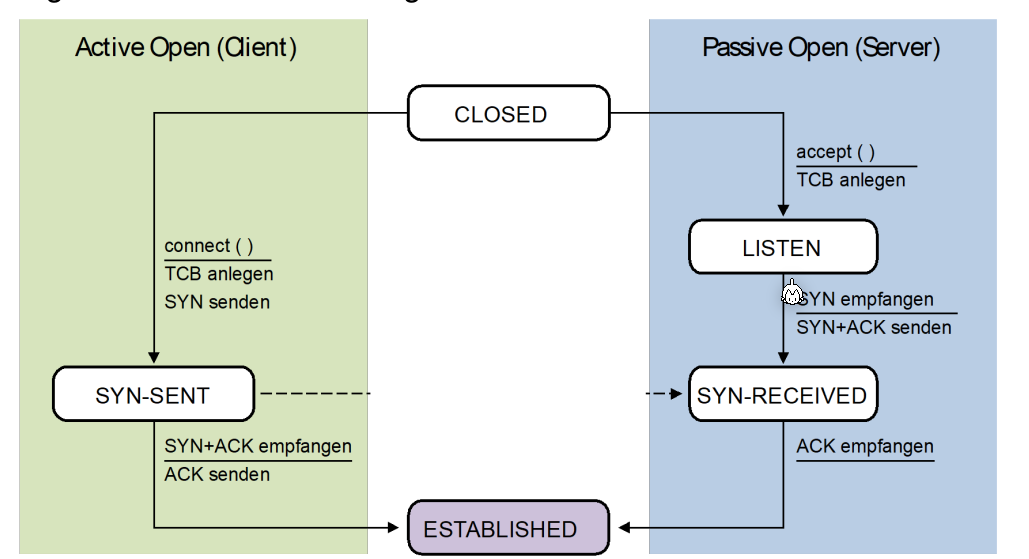 Active Open (Client)
Passive Open (Server)
CLOSED
accept ( )
TCB anlegen
LISTEN
connect ( )
TCB anlegen
SYN senden
SYN empfangen
SYN+ACK senden
SYN-SENT
SYN-RECEIVED
SYN+ACK empfangen
ACK senden
ACK empfangen
ESTABLISHED